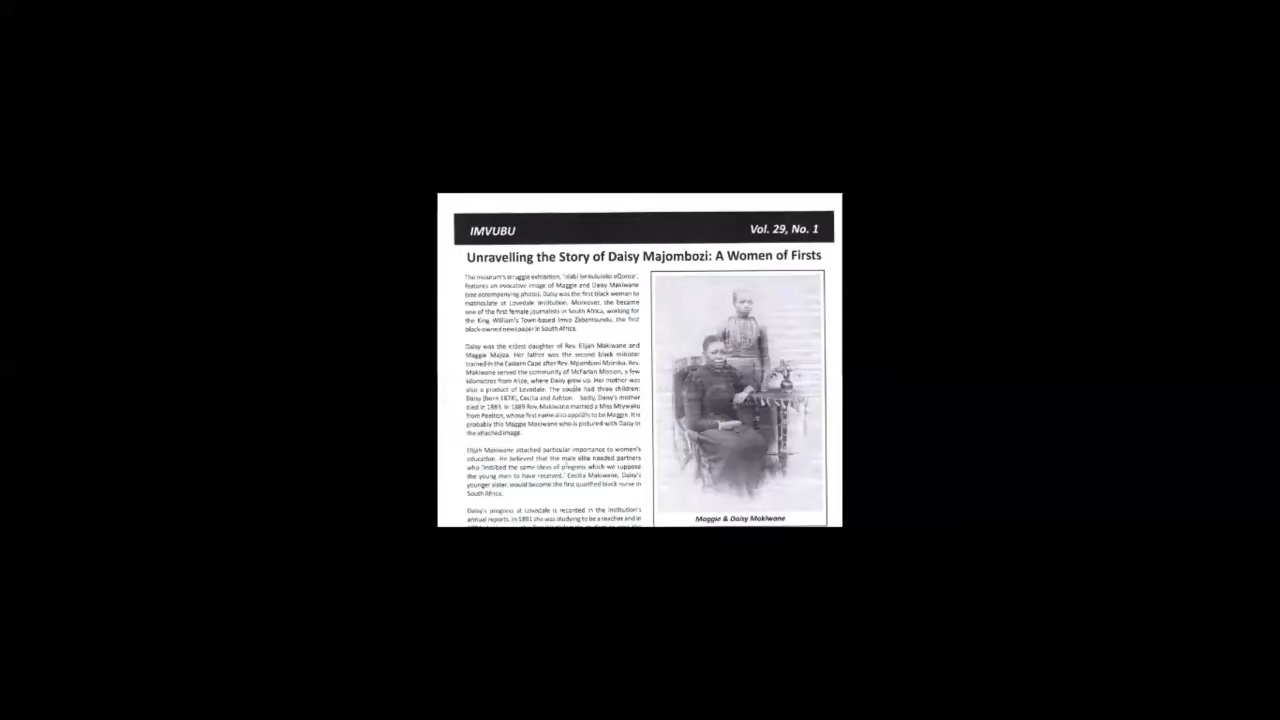 IMVUBU
Vol. 29, No. 1
Unravelling the Story of Daisy Majombozi: A Women of Firsts
The museum's struggle exhibition,
features an evocative image of Maggie and Daisy Makiwane
(see accompanying photo). Daisy was the first black woman to
matriculate at Lovedale Institution. Moreover, she became
one of the first female journalists in South Africa, working for
the King William's Town-based Imvo Zabantsundu, the first
black-owned newspaper in South Africa.
Daisy was the eldest daughter of Rev. Elijah Makiwane and
Maggie Majiza. Her father was the second black minister
trained in the Eastern Cape after Rev. Mpambani Mzimba. Rev.
Makiwane served the community of McFarlan Mission, a few
kilometres from Alice, where Daisy grew up. Her mother was
also a product of Lovedale. The couple had three children:
Daisy (born 1878), Cecilia and Ashton. Sadly, Daisy's mother
died in 1883. In 1889 Rev. Makiwane married a Miss Mtywaku
from Peelton, whose first name also appears to be Maggie. It is
probably this Maggie Makiwane who is pictured with Daisy in
the attached image.
Elijah Makiwane attached particular importance to women's
education. He believed that the male elite needed partners
who 'imbibed the same ideas of progress which we suppose
the young men to have received.' Cecilia Makiwane, Daisy's
younger sister, would become the first qualified black nurse in
South Africa.
Daisy's progress at Lovedale is recorded in the institution's
annual reports. In 1891 she was studying to be a teacher and in
Maggie & Daisy Makiwane